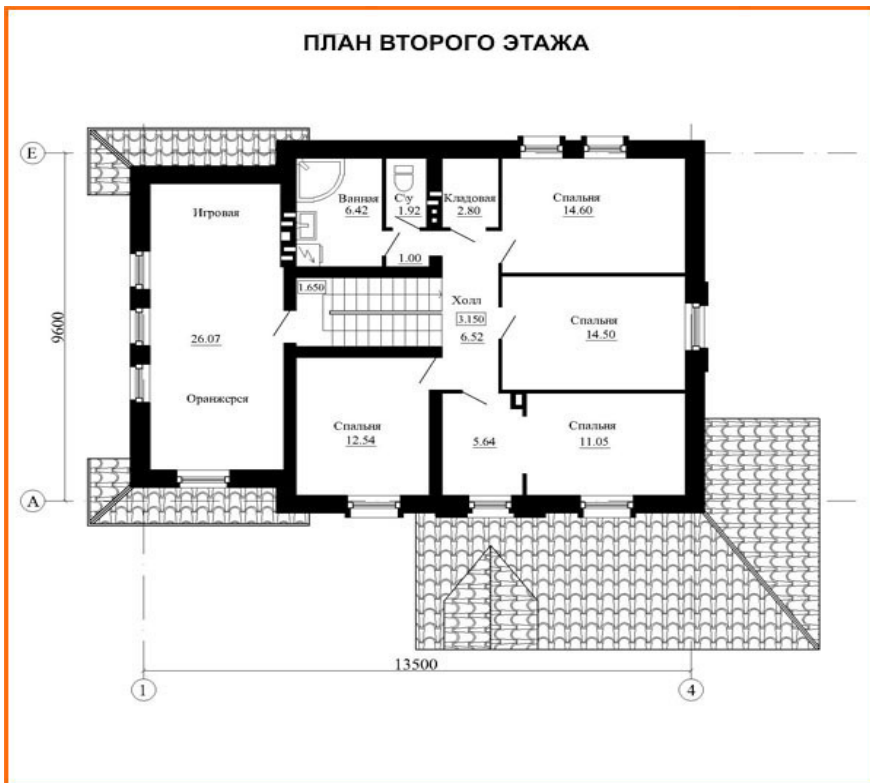 ПЛАН ВТОРОГО ЭТАЖА
Е
Игровая
Ванная
6.42
С\у
1.92
Кладовая
2.80
Спальня
14.60
1.00
1.650
Холл
3.150
6.52
Спальня
14.50
9600
26.07
Оранжерея
Спальня
12.54
5.64
Спальня
11.05
А
13500
1
4